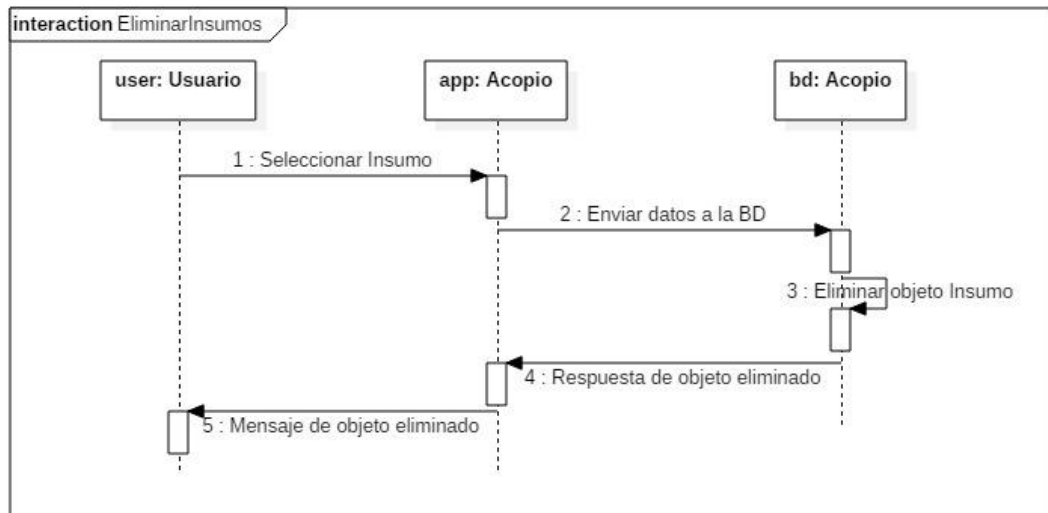 interaction EliminarInsumos
user: Usuario
app: Acopio
bd: Acopio
1 : Seleccionar Insumo
2 : Enviar datos a la BD
3 : Eliminar objeto Insumo
4 : Respuesta de objeto eliminado
5 : Mensaje de objeto eliminado